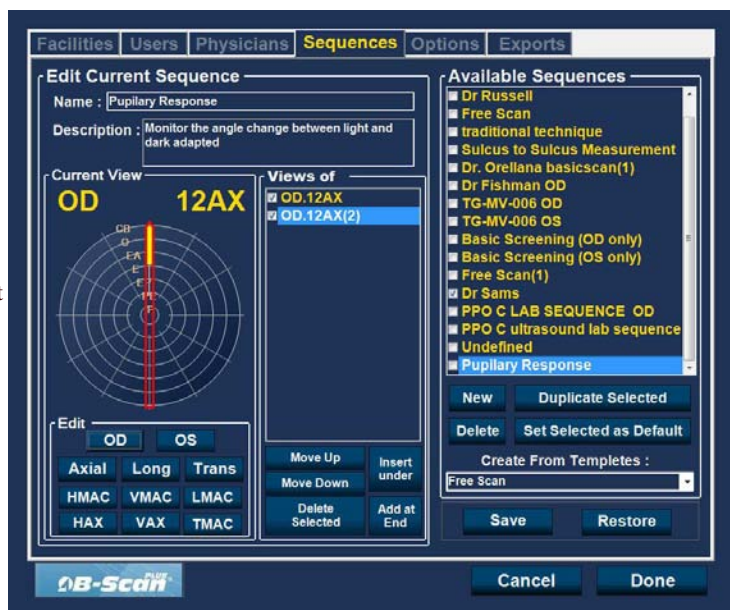 Facilities Users Physicians Sequences Options Exports
Edit Current Sequence
Name : Pupilary Response
Description : Monitor the angle change between light and
dark adapted
Current View
OD 12AX
CB
O
EA
E
PE
P
Edit
OD OS
Axial Long Trans
HMAC VMAC LMAC
HAX VAX TMAC
Views of
OD.12AX
OD.12AX(2)
Move Up
Move Down
Delete
Selected
Insert
under
Add at
End
Available Sequences
Dr Russell
Free Scan
traditional technique
Sulcus to Sulcus Measurement
Dr. Orellana basicscan(1)
Dr Fishman OD
TG-MV-006 OD
TG-MV-006 OS
Basic Screening (OD only)
Basic Screening (OS only)
Free Scan(1)
Dr Sams
PPO C LAB SEQUENCE OD
PPO C ultrasound lab sequence
Undefined
Pupilary Response
New Duplicate Selected
Delete Set Selected as Default
Create From Templetes :
Free Scan
Save Restore
B-Scan PLUS
Cancel Done